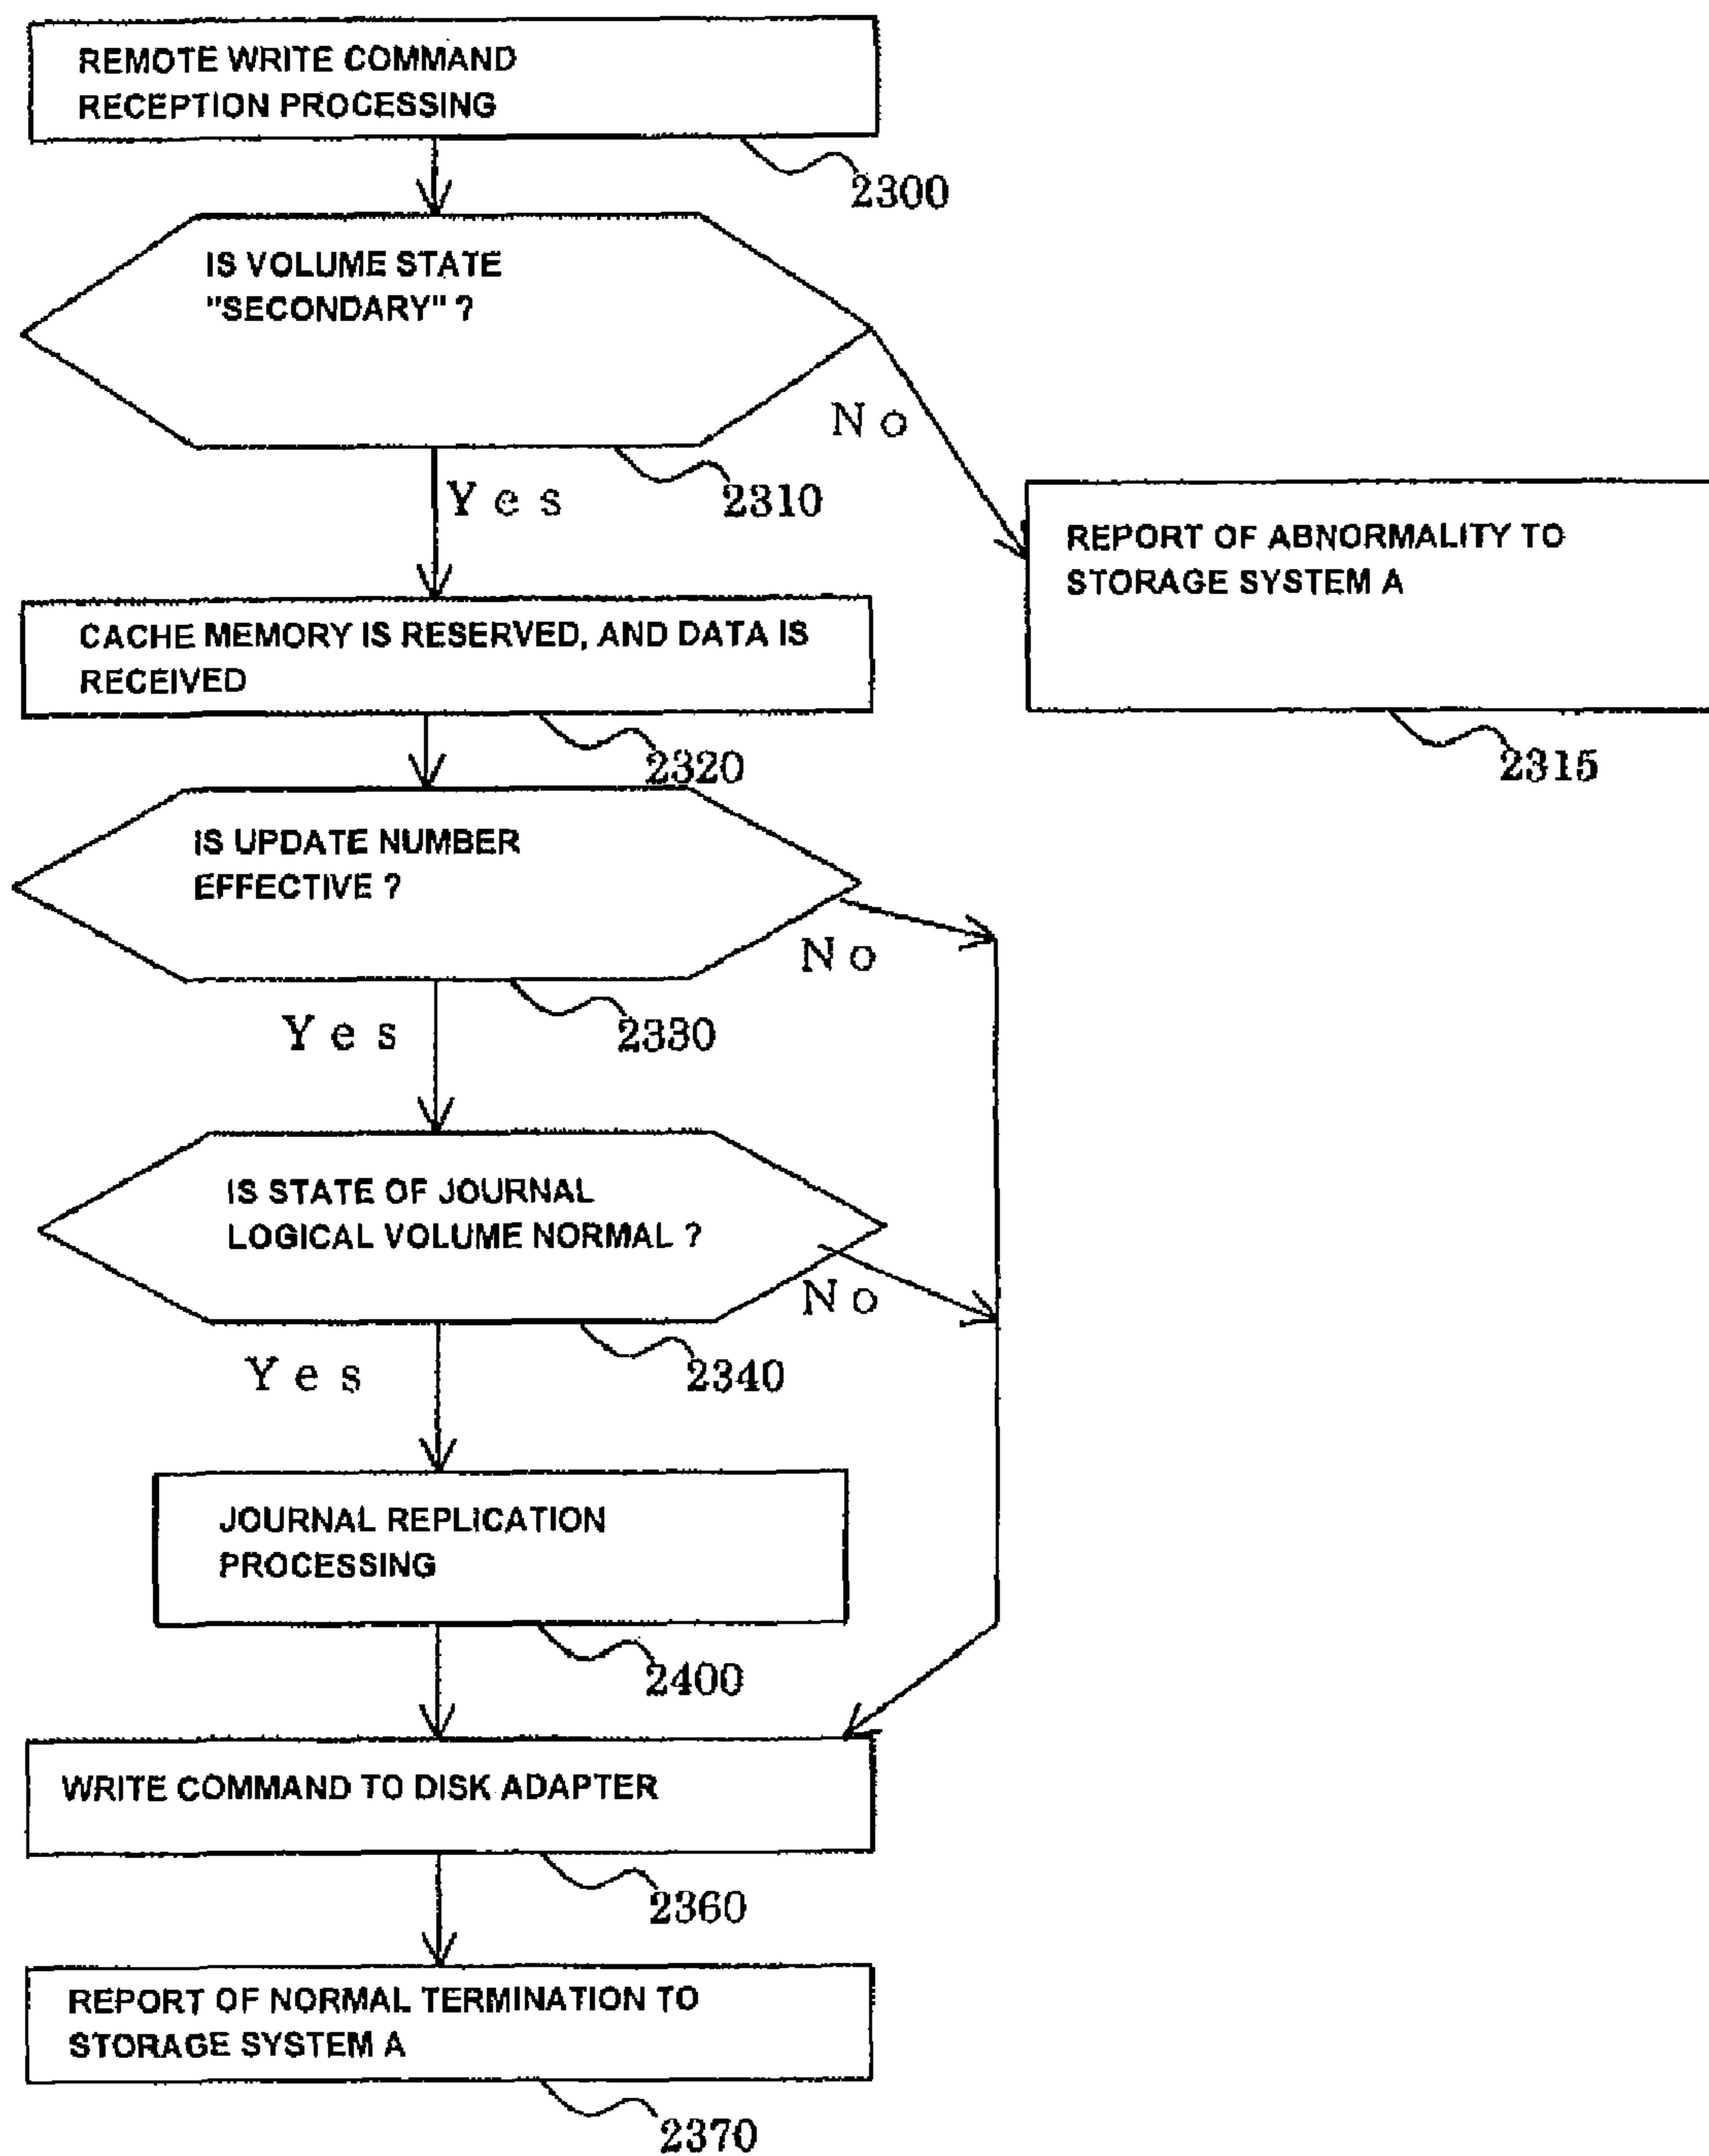 REMOTE WRITE COMMAND
RECEPTION PROCESSING
2300
IS VOLUME STATE
"SECONDARY" ?
No
Yes
2310
REPORT OF ABNORMALITY TO
STORAGE SYSTEM A
2315
CACHE MEMORY IS RESERVED, AND DATA IS
RECEIVED
2320
IS UPDATE NUMBER
EFFECTIVE ?
No
Yes
2330
IS STATE OF JOURNAL
LOGICAL VOLUME NORMAL ?
No
Yes
2340
JOURNAL REPLICATION
PROCESSING
2400
WRITE COMMAND TO DISK ADAPTER
2360
REPORT OF NORMAL TERMINATION TO
STORAGE SYSTEM A
2370